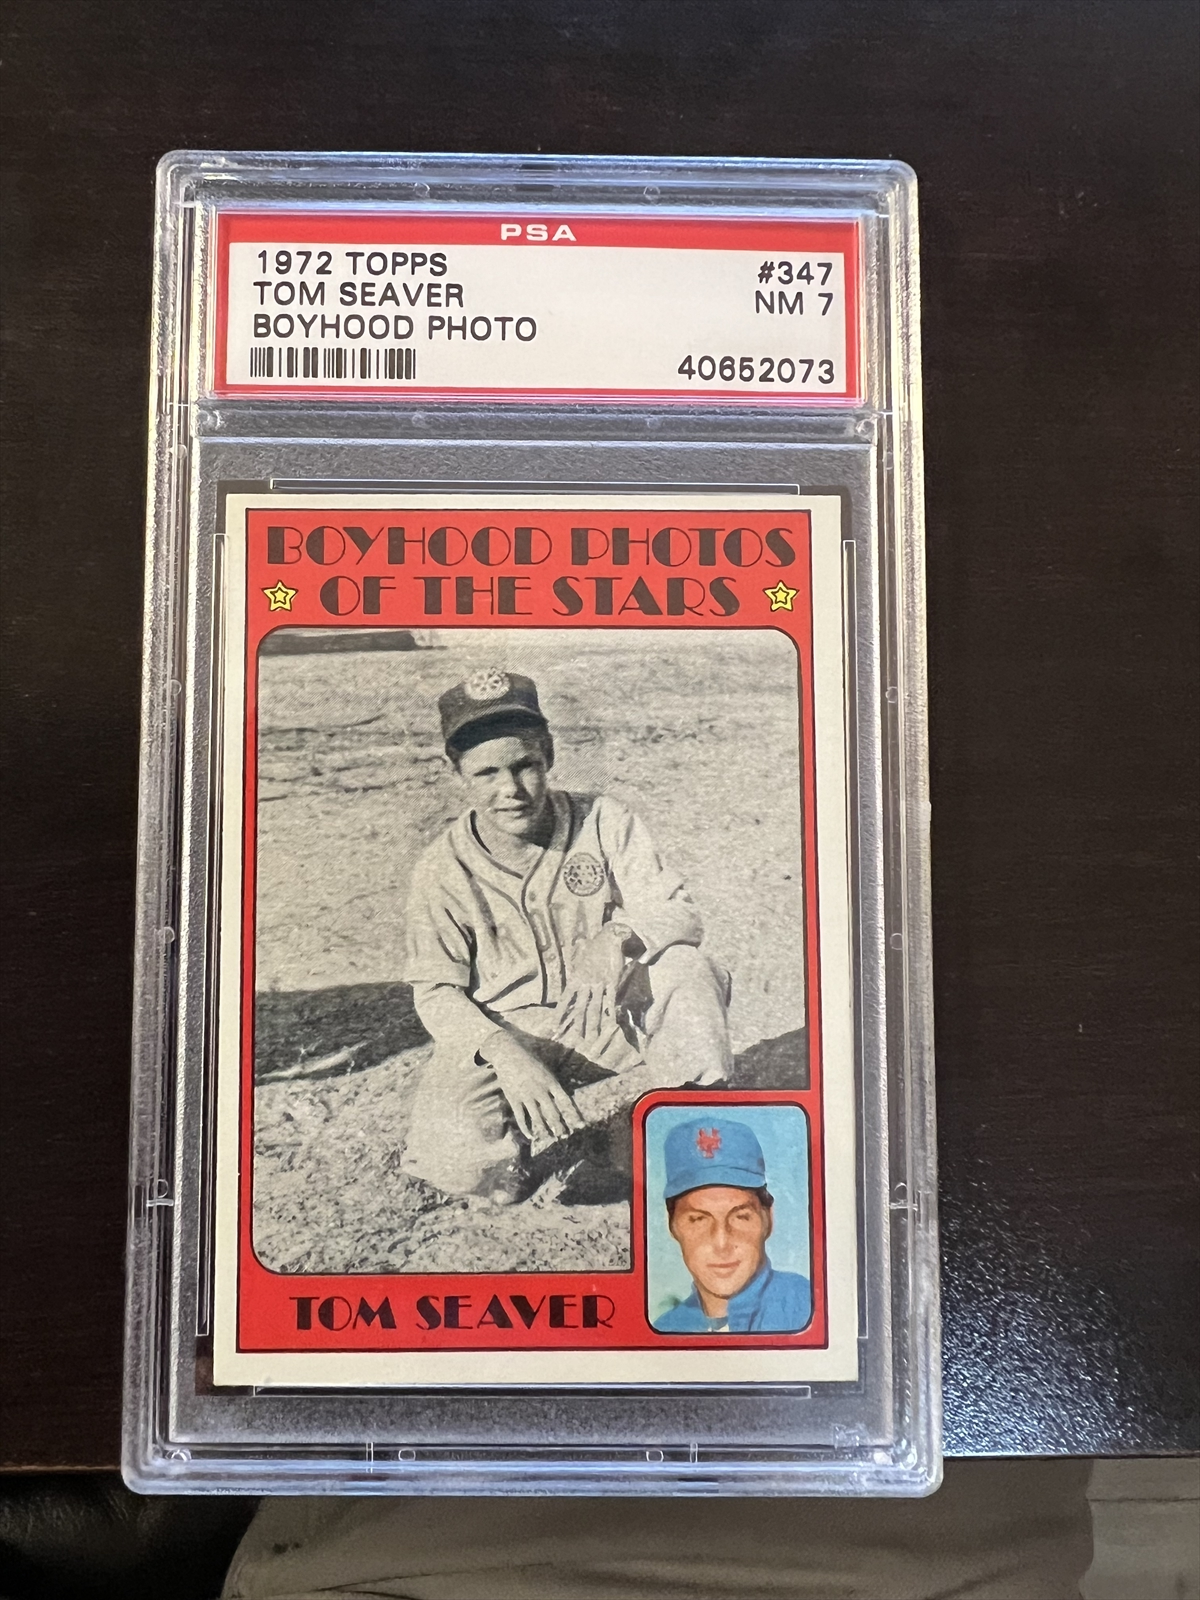 PSA
1972 TOPPS #347
TOM SEAVER NM 7
BOYHOOD PHOTO
40652073
BOYHOOD PHOTOS
OF THE STARS
TOM SEAVER